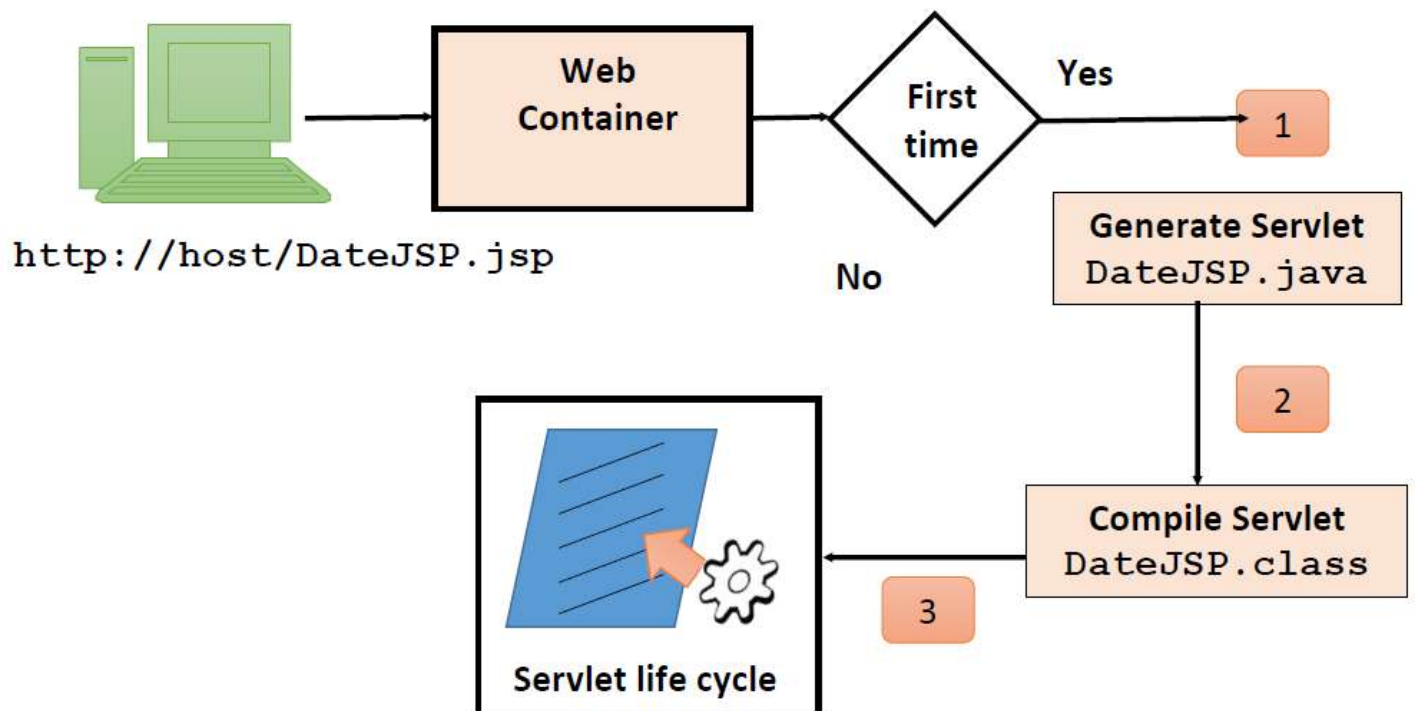 Web
Container
First
time
Yes
1
http://host/DateJSP.jsp
No
Generate Servlet
DateJSP.java
2
Compile Servlet
DateJSP.class
3
Servlet life cycle